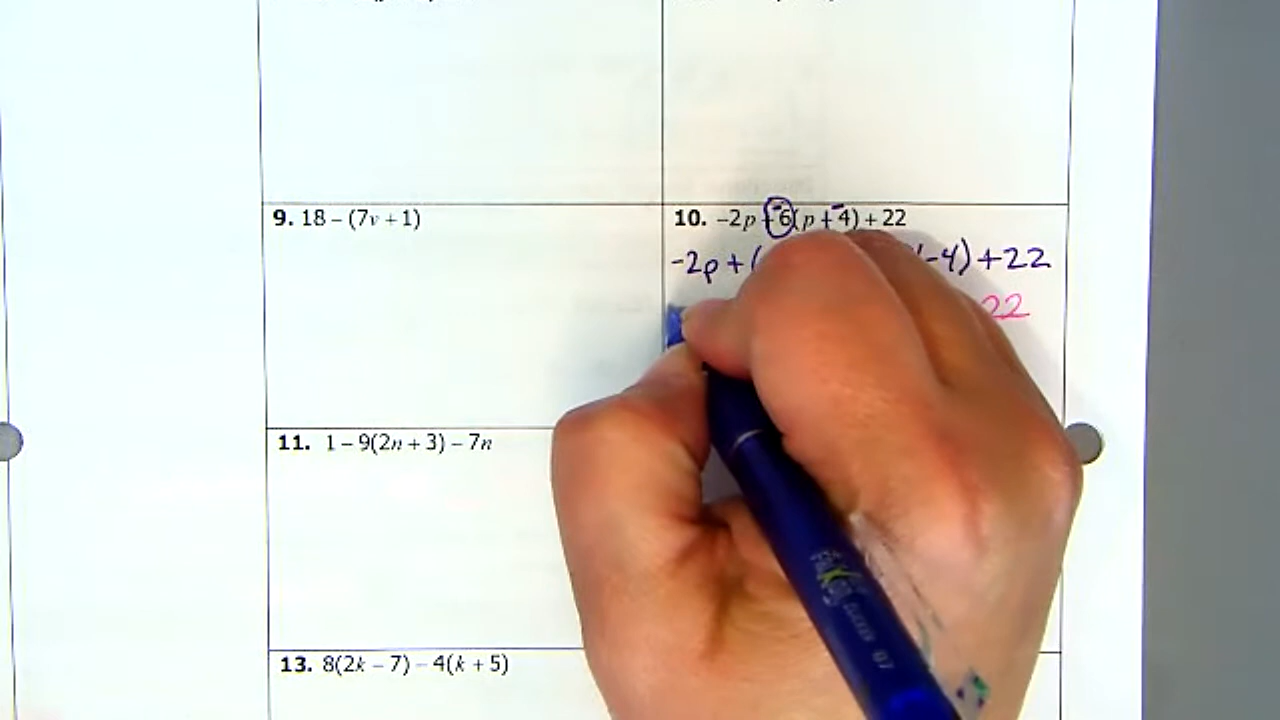 9. 18 – (7v + 1)
10. –2p – 6(p + -4) + 22
-2p + (
-4) + 22
22
11. 1 – 9(2n + 3) – 7n
13. 8(2k – 7) – 4(k + 5)
07